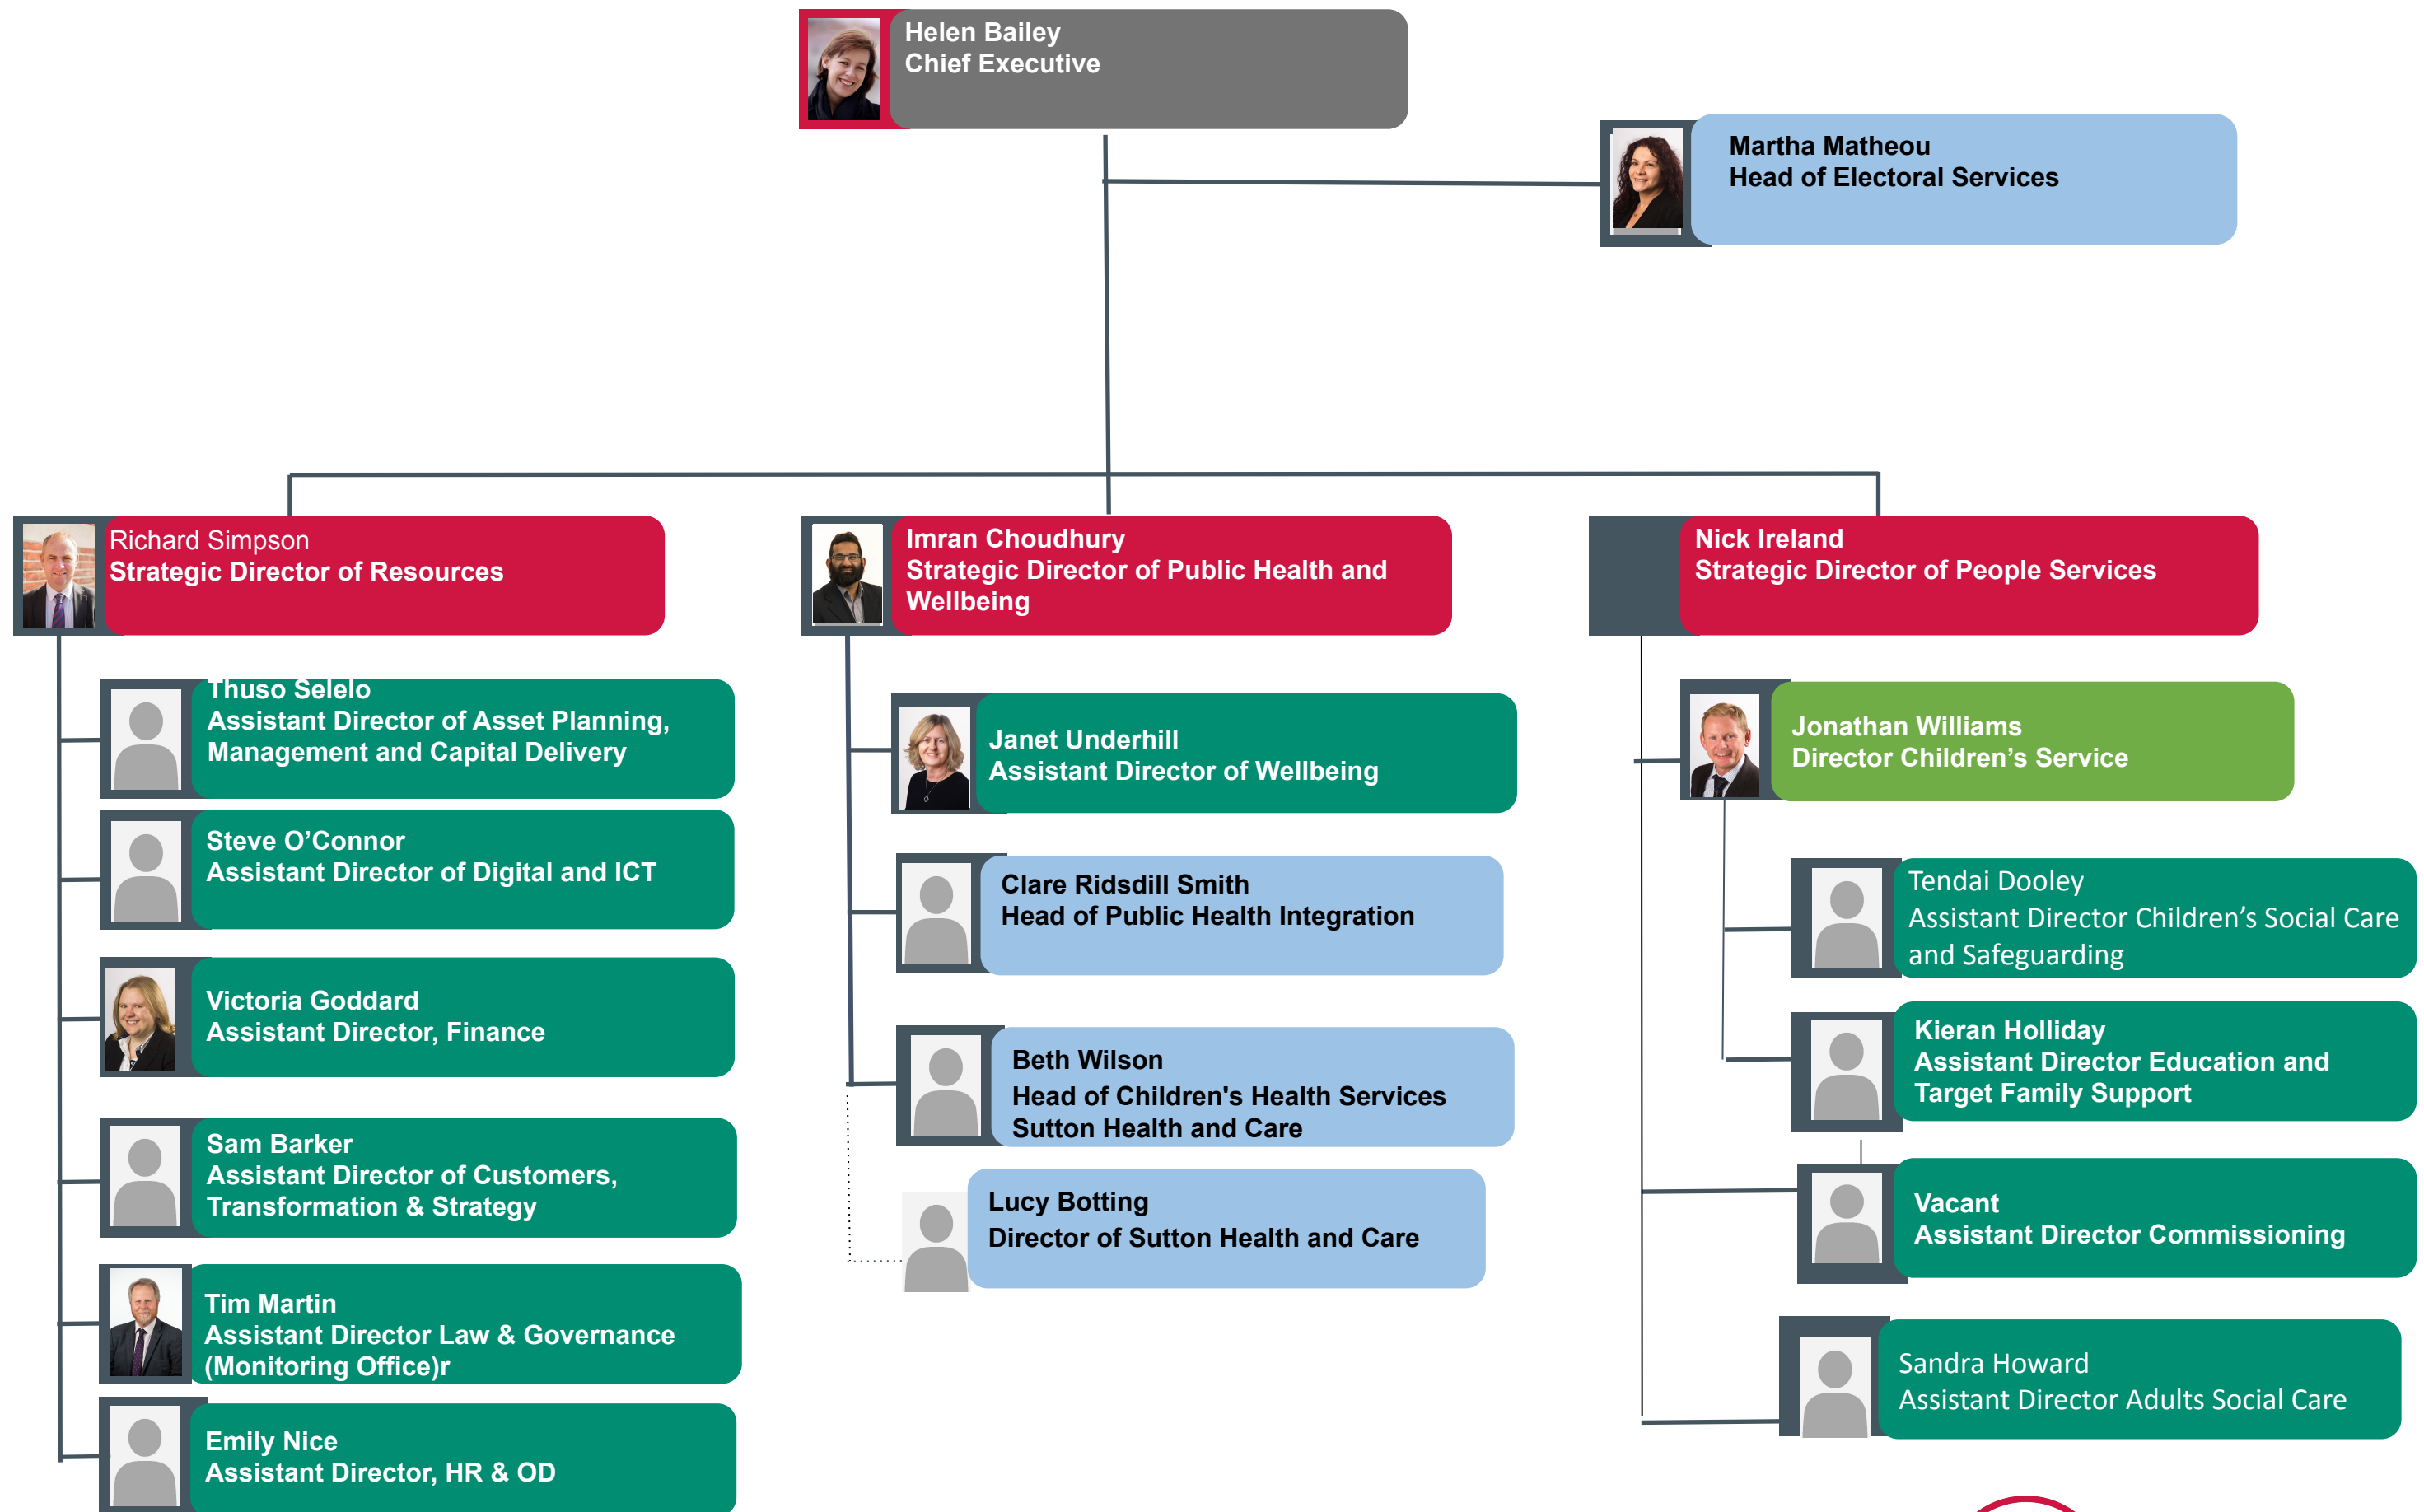 Helen Bailey
Chief Executive
Martha Matheou
Head of Electoral Services
Richard Simpson
Strategic Director of Resources
Thuso Selelo
Assistant Director of Asset Planning,
Management and Capital Delivery
Steve O’Connor
Assistant Director of Digital and ICT
Victoria Goddard
Assistant Director, Finance
Sam Barker
Assistant Director of Customers,
Transformation & Strategy
Tim Martin
Assistant Director Law & Governance
(Monitoring Office)r
Emily Nice
Assistant Director, HR & OD
Imran Choudhury
Strategic Director of Public Health and
Wellbeing
Janet Underhill
Assistant Director of Wellbeing
Clare Ridsdill Smith
Head of Public Health Integration
Beth Wilson
Head of Children's Health Services
Sutton Health and Care
Lucy Botting
Director of Sutton Health and Care
Nick Ireland
Strategic Director of People Services
Jonathan Williams
Director Children’s Service
Tendai Dooley
Assistant Director Children’s Social Care
and Safeguarding
Kieran Holliday
Assistant Director Education and
Target Family Support
Vacant
Assistant Director Commissioning
Sandra Howard
Assistant Director Adults Social Care